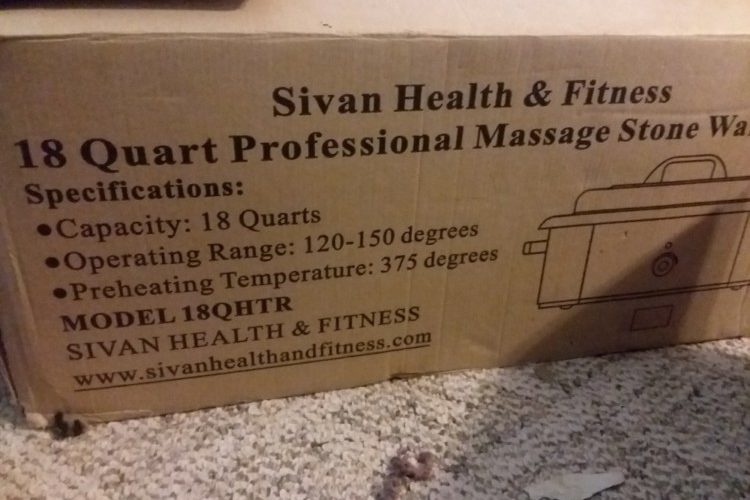 Sivan Health & Fitness
18 Quart Professional Massage Stone Wa
Specifications:
●Capacity: 18 Quarts
●Operating Range: 120-150 degrees
●Preheating Temperature: 375 degrees
MODEL 18QHTR
SIVAN HEALTH & FITNESS
www.sivanhealthandfitness.com